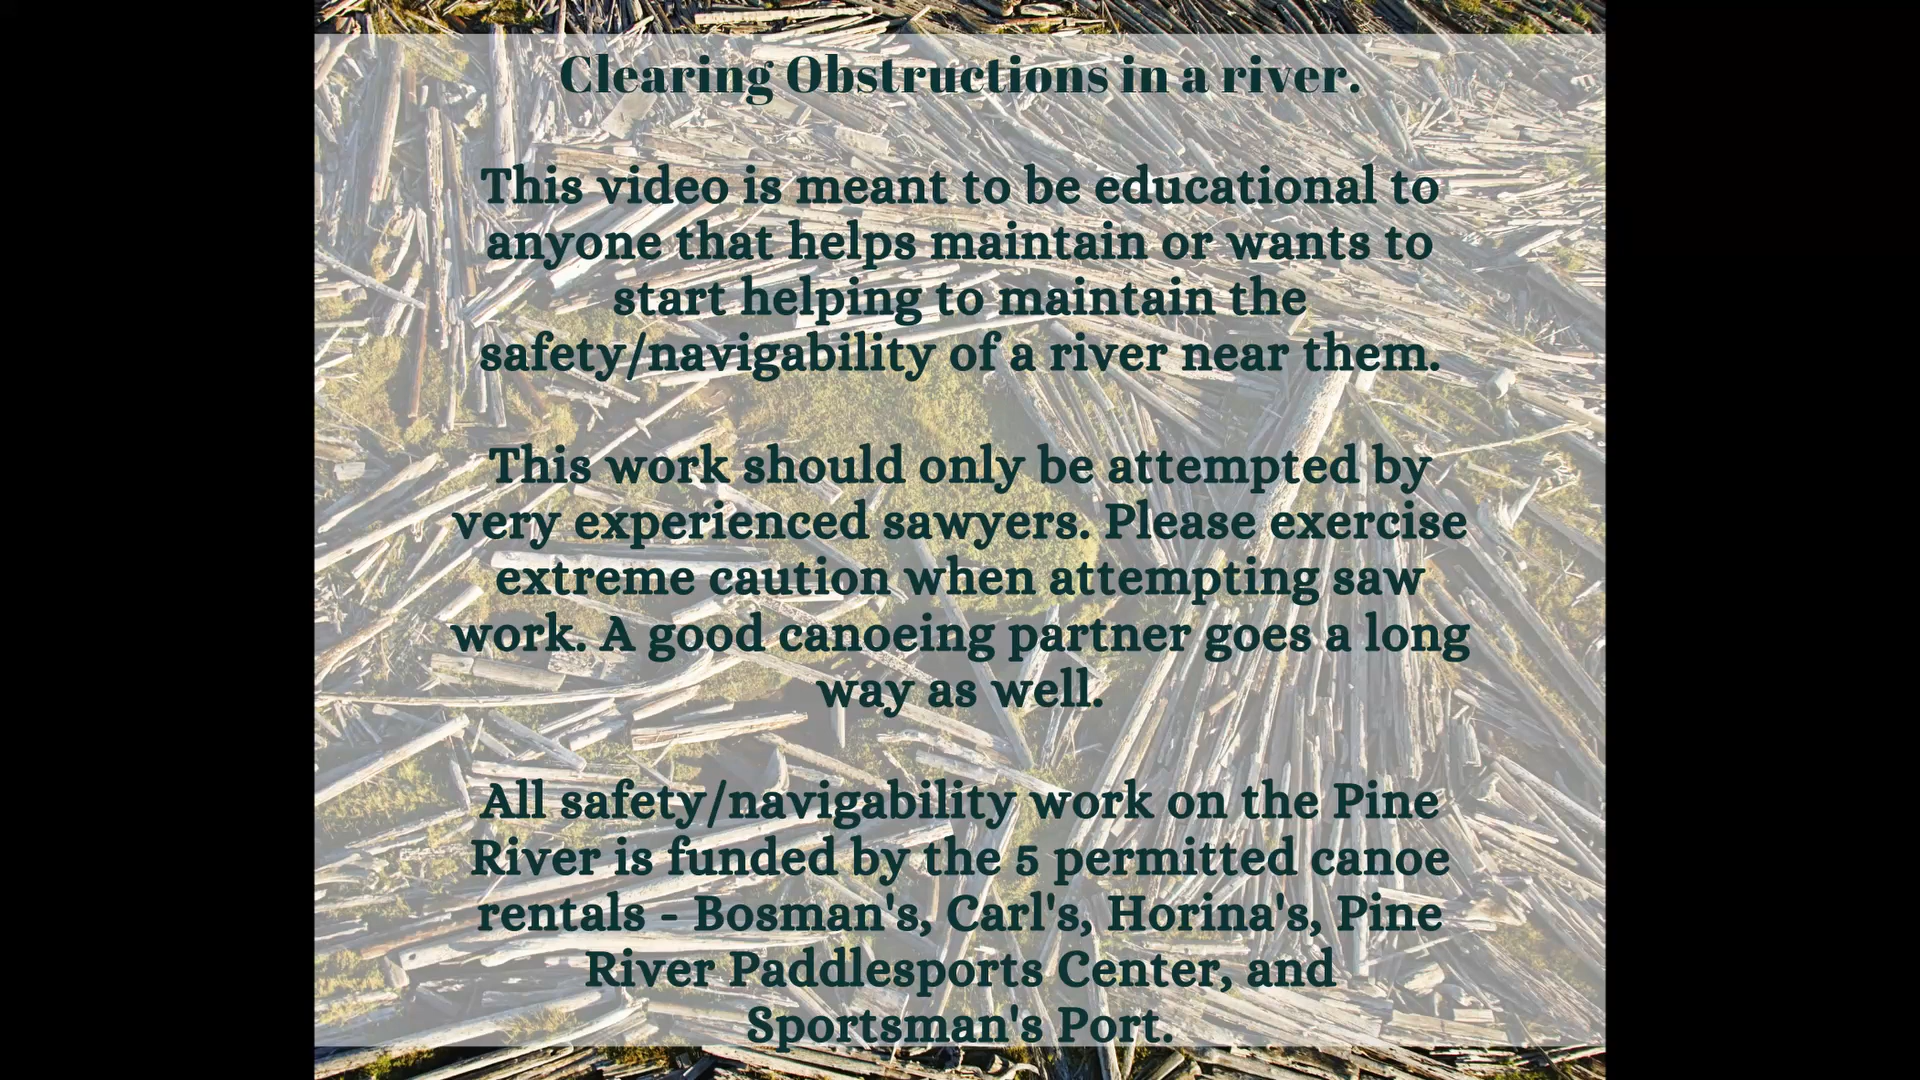 Clearing Obstructions in a river.
This video is meant to be educational to
anyone that helps maintain or wants to
start helping to maintain the
safety/navigability of a river near them.
This work should only be attempted by
very experienced sawyers. Please exercise
extreme caution when attempting saw
work. A good canoeing partner goes a long
way as well.
All safety/navigability work on the Pine
River is funded by the 5 permitted canoe
rentals - Bosman's, Carl's, Horina's, Pine
River Paddlesports Center, and
Sportsman's Port.